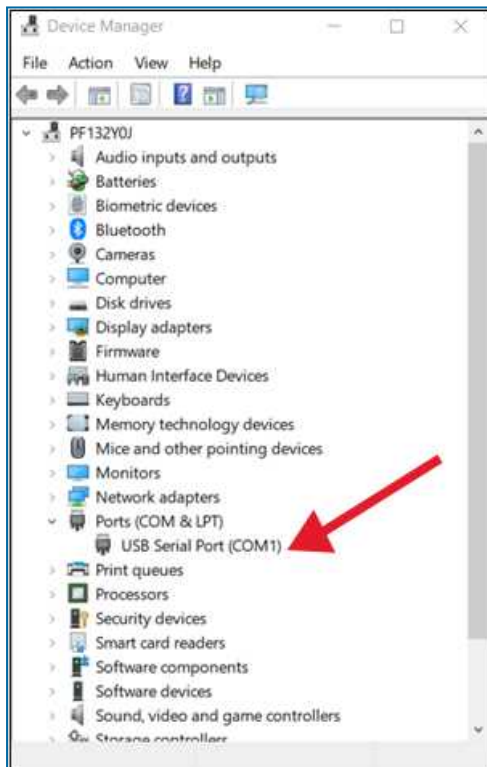 Device Manager
File Action View Help
PF132Y0J
Audio inputs and outputs
Batteries
Biometric devices
Bluetooth
Cameras
Computer
Disk drives
Display adapters
Firmware
Human Interface Devices
Keyboards
Memory technology devices
Mice and other pointing devices
Monitors
Network adapters
Ports (COM & LPT)
USB Serial Port (COM1)
Print queues
Processors
Security devices
Smart card readers
Software components
Software devices
Sound, video and game controllers
Storage controllers